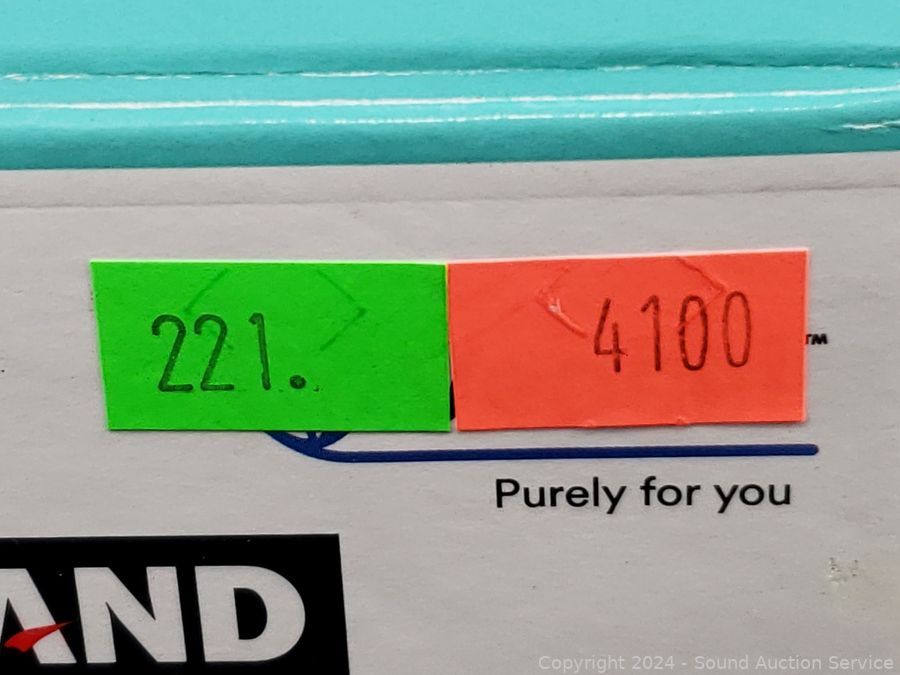 221. 4100
TM
Purely for you
AND
Copyright 2024 - Sound Auction Service